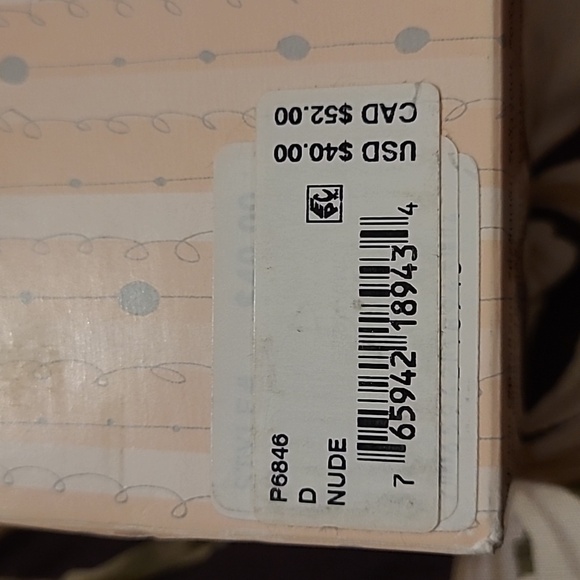 P6846
D
NUDE
7 65942 18943 4
USD $40.00
CAD $52.00